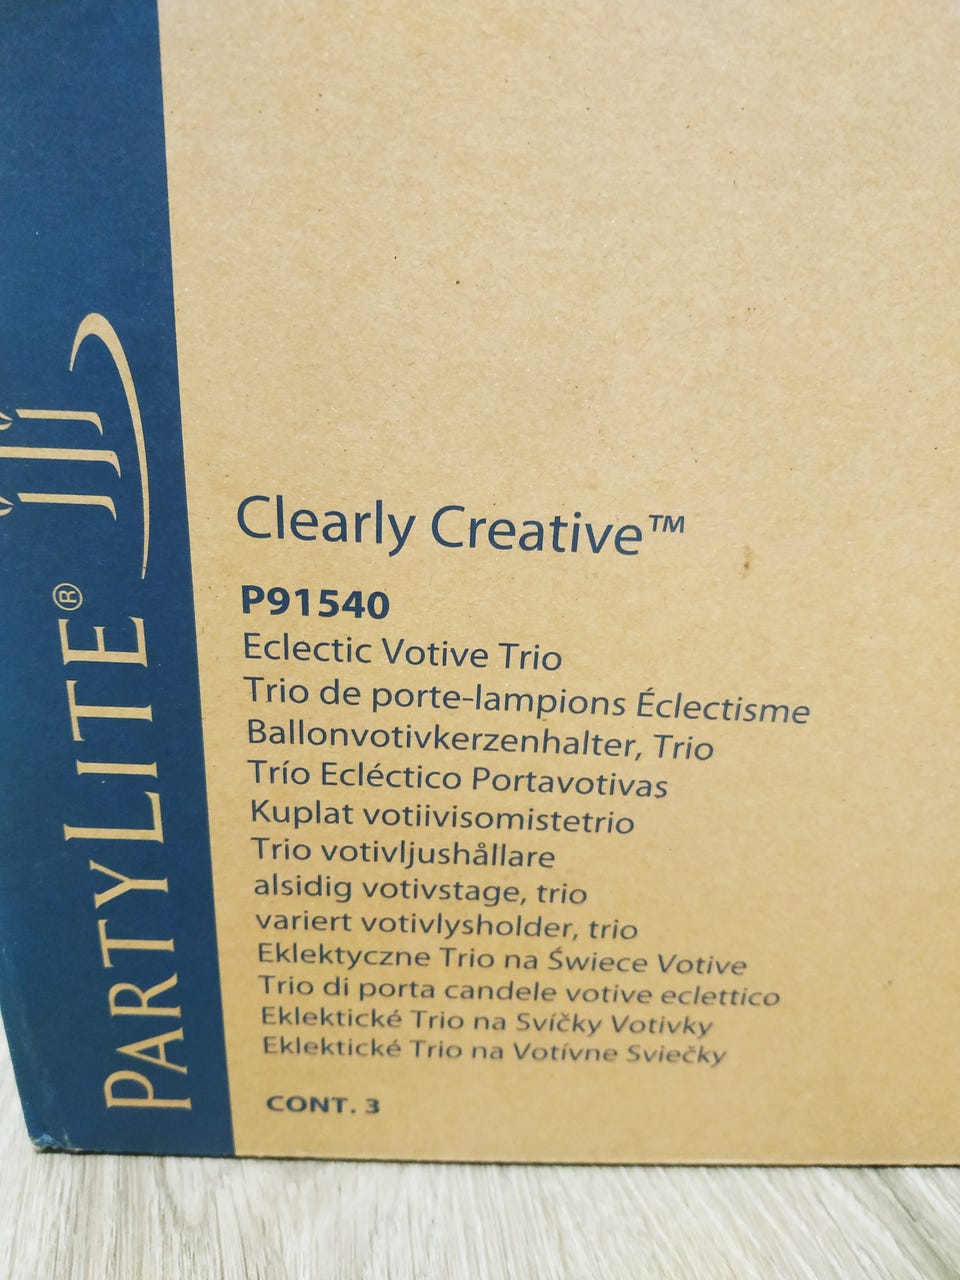 PARTYLITE®
Clearly Creative™
P91540
Eclectic Votive Trio
Trio de porte-lampions Éclectisme
Ballonvotivkerzenhalter, Trio
Trío Ecléctico Portavotivas
Kuplat votiivisomistetrio
Trio votivljushållare
alsidig votivstage, trio
variert votivlysholder, trio
Eklektyczne Trio na Świece Votive
Trio di porta candele votive eclettico
Eklektické Trio na Svíčky Votivky
Eklektické Trio na Votívne Sviečky
CONT. 3